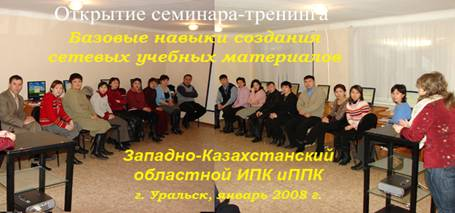 Открытие семинара-тренинга
Базовые навыки создания
сетевых учебных материалов
Западно-Казахстанский
областной ИПК иППК
г. Уральск, январь 2008 г.